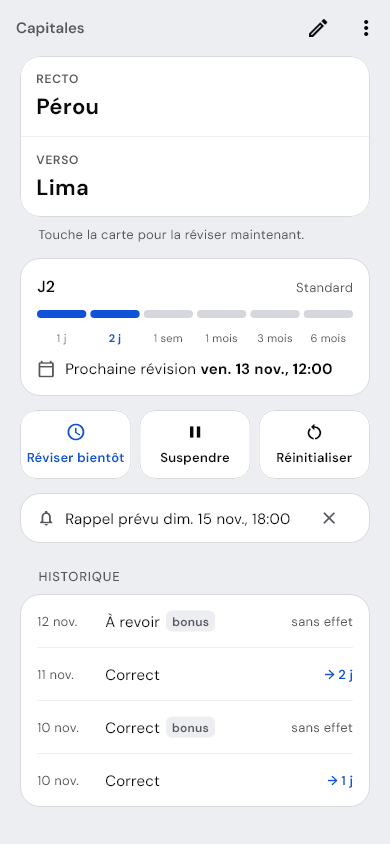 Capitales
RECTO
Pérou
VERSO
Lima
Touche la carte pour la réviser maintenant.
J2
Standard
1 j
2 j
1 sem
1 mois
3 mois
6 mois
Prochaine révision ven. 13 nov., 12:00
Réviser bientôt
Suspendre
Réinitialiser
Rappel prévu dim. 15 nov., 18:00
HISTORIQUE
12 nov. À revoir bonus sans effet
11 nov. Correct → 2 j
10 nov. Correct bonus sans effet
10 nov. Correct → 1 j